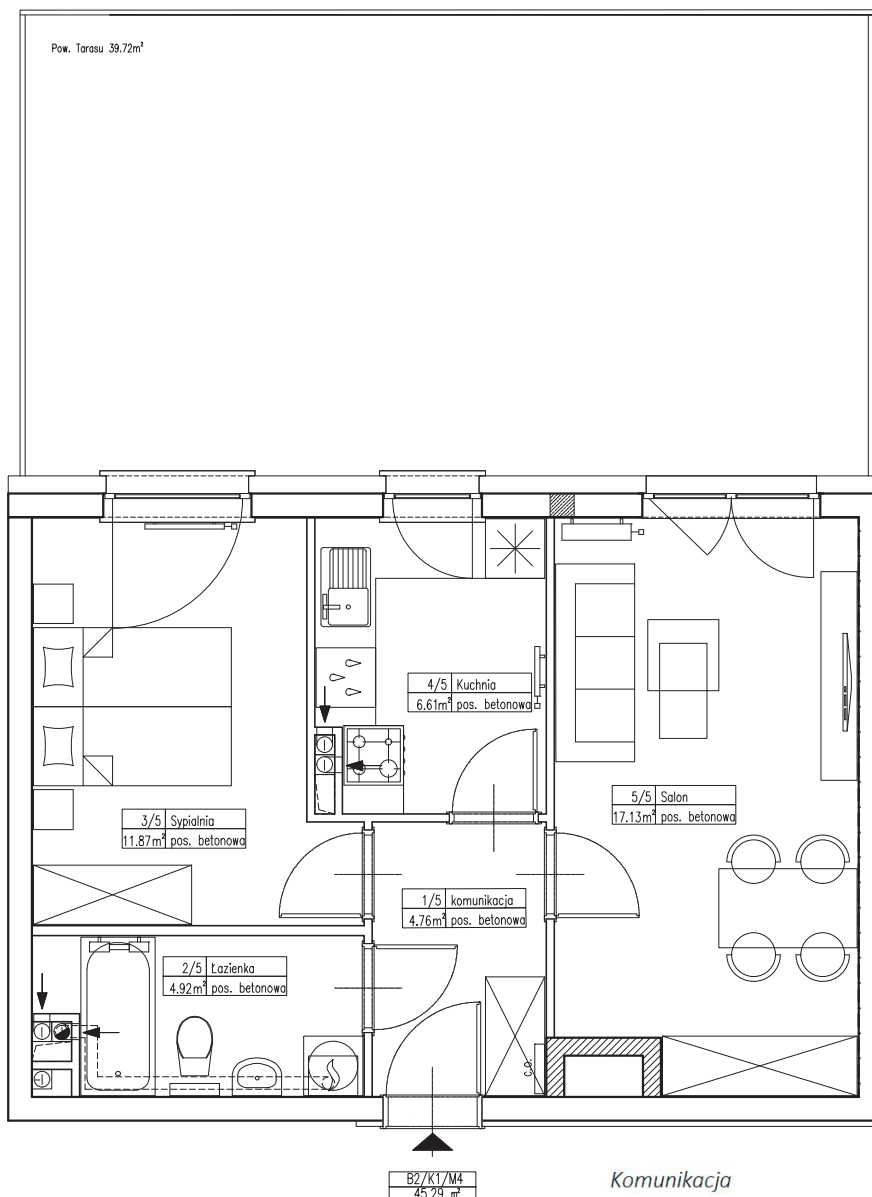 Pow. Tarasu 39.72m²
4/5 Kuchnia
6.61m² pos. betonowa
5/5 Salon
17.13m² pos. betonowa
3/5 Sypialnia
11.87m² pos. betonowa
1/5 komunikacja
4.76m² pos. betonowa
2/5 Łazienka
4.92m² pos. betonowa
C.O.
B2/K1/M4
45.29 m²
Komunikacja